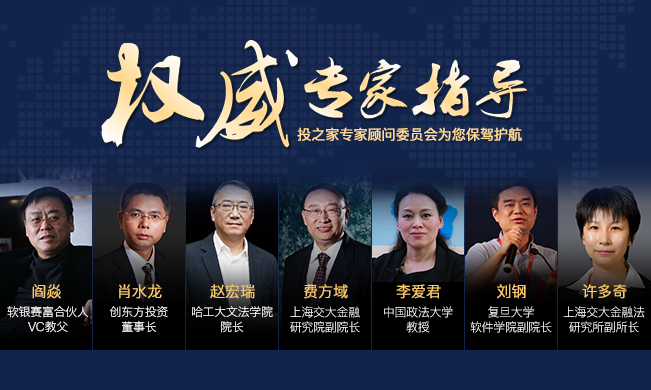 权威专家指导
投之家专家顾问委员会为您保驾护航
阎焱
软银赛富合伙人
VC教父
肖水龙
创东方投资
董事长
赵宏瑞
哈工大文法学院
院长
费方域
上海交大金融
研究院副院长
李爱君
中国政法大学
教授
刘钢
复旦大学
软件学院副院长
许多奇
上海交大金融法
研究所副所长